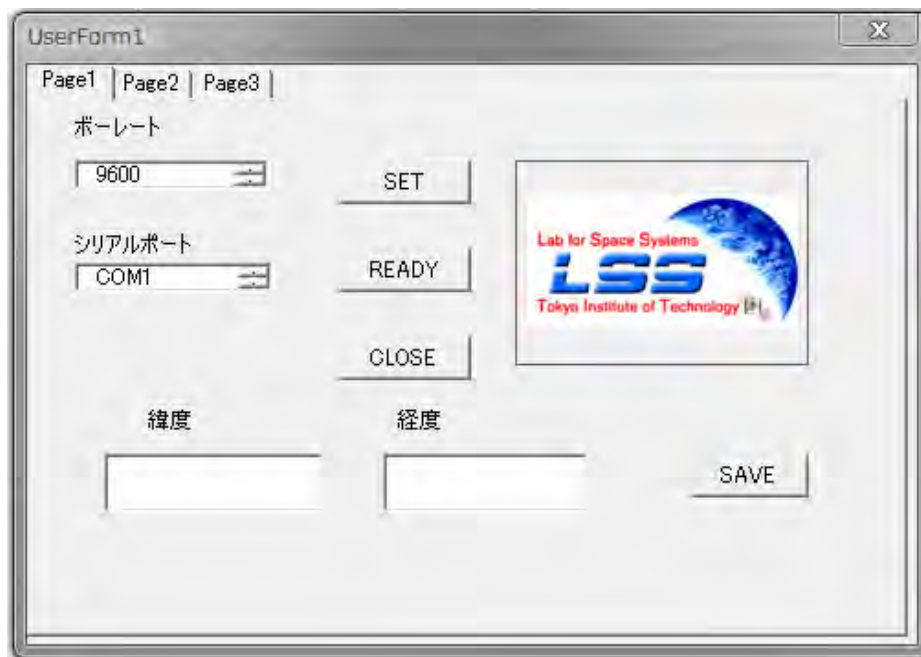 UserForm1
Page1 Page2 Page3
ボーレート
9600
SET
シリアルポート
COM1
READY
CLOSE
Lab for Space Systems
LSS
Tokyo Institute of Technology
緯度
経度
SAVE